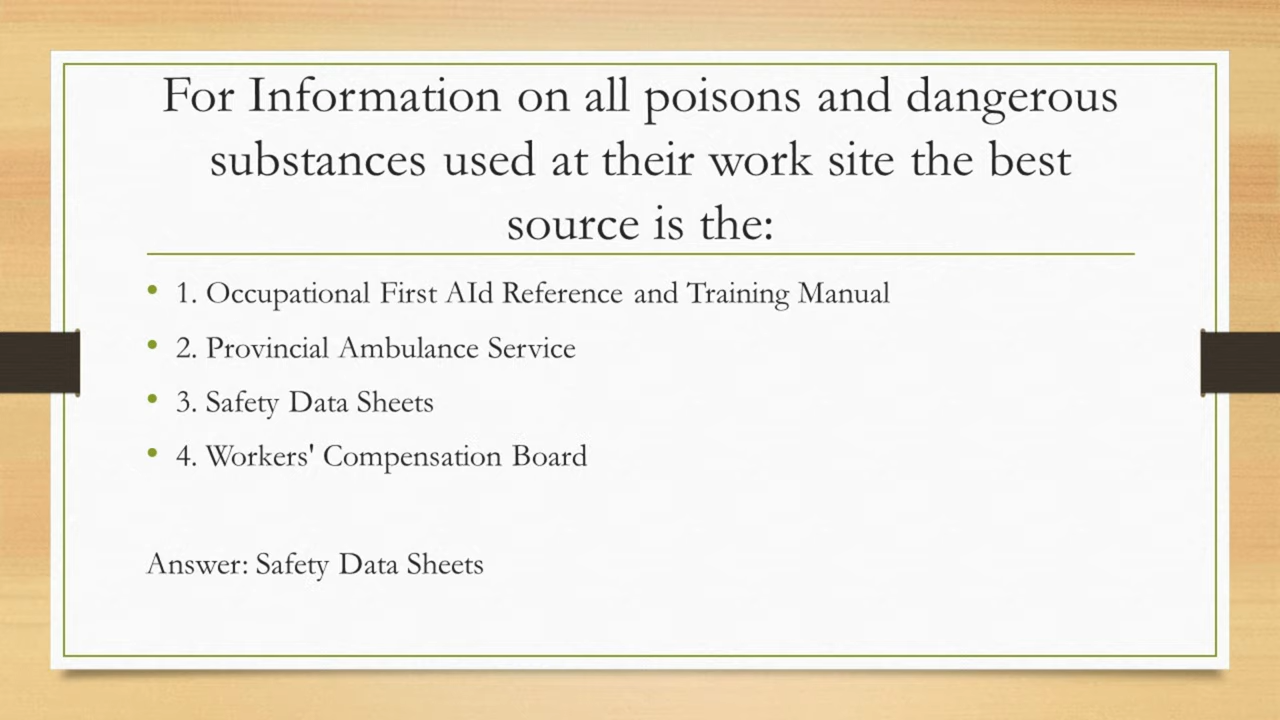 For Information on all poisons and dangerous
substances used at their work site the best
source is the:
• 1. Occupational First AId Reference and Training Manual
• 2. Provincial Ambulance Service
• 3. Safety Data Sheets
• 4. Workers' Compensation Board
Answer: Safety Data Sheets